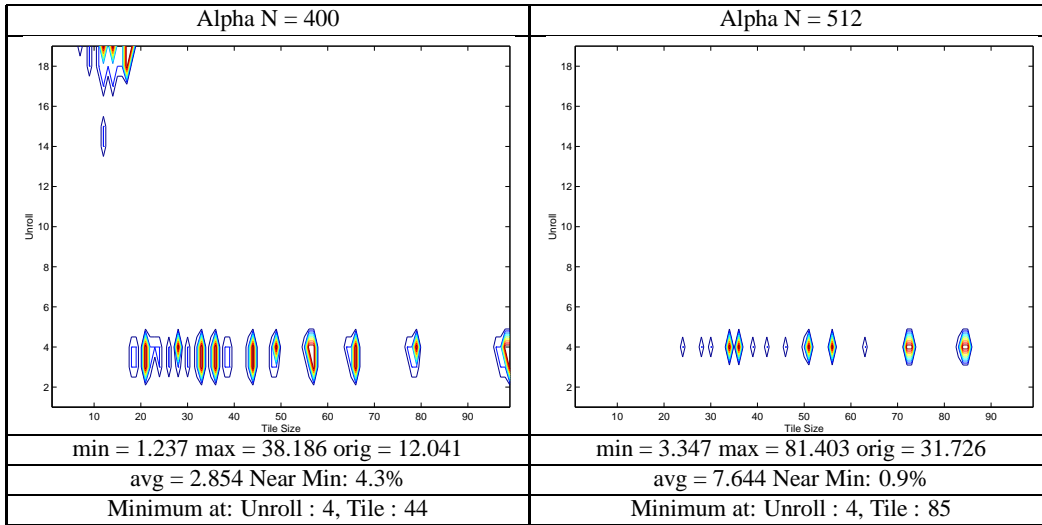 Alpha N = 400
Alpha N = 512
18
16
14
12
10
8
6
4
2
Unroll
10 20 30 40 50 60 70 80 90
Tile Size
18
16
14
12
10
8
6
4
2
Unroll
10 20 30 40 50 60 70 80 90
Tile Size
min = 1.237 max = 38.186 orig = 12.041
min = 3.347 max = 81.403 orig = 31.726
avg = 2.854 Near Min: 4.3%
avg = 7.644 Near Min: 0.9%
Minimum at: Unroll : 4, Tile : 44
Minimum at: Unroll : 4, Tile : 85